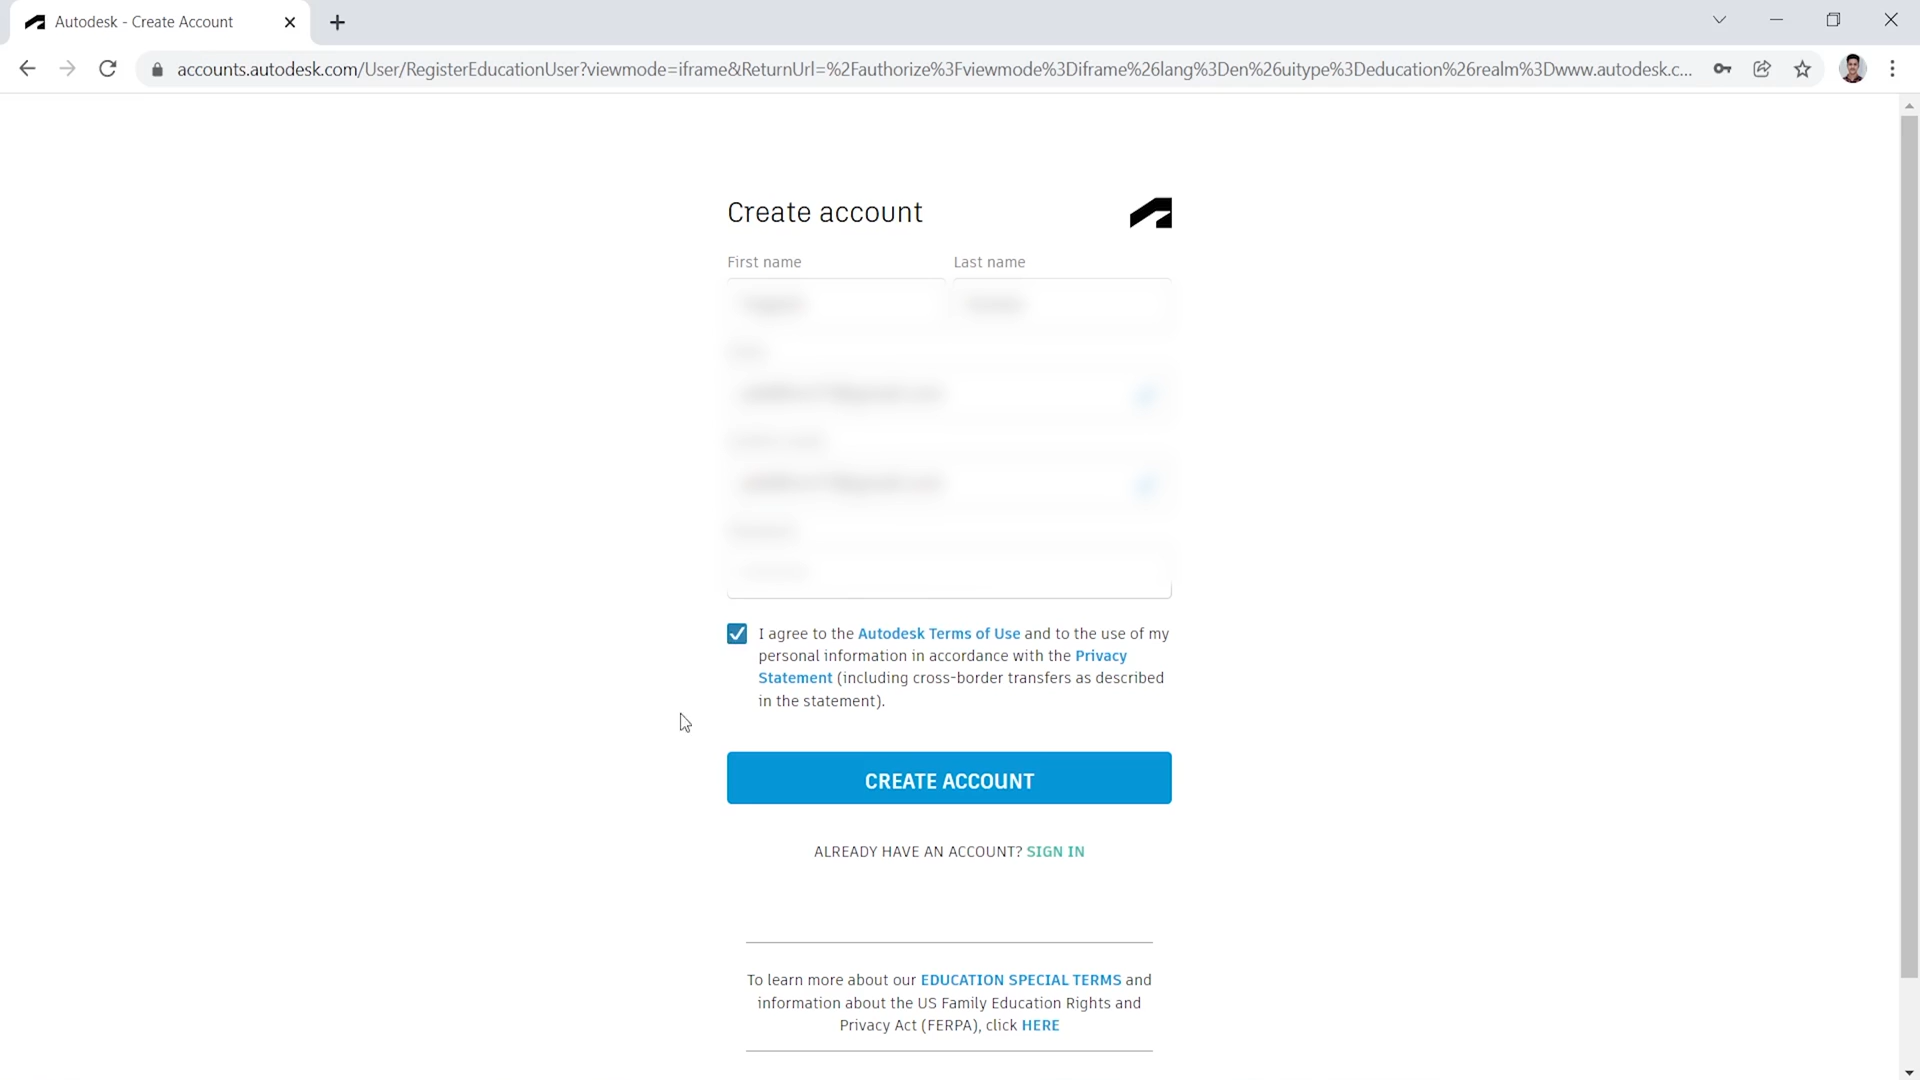 Autodesk - Create Account
accounts.autodesk.com/User/RegisterEducationUser?viewmode=iframe&ReturnUrl=%2Fauthorize%3Fviewmode%3Diframe%26lang%3Den%26uitype%3Deducation%26realm%3Dwww.autodesk.c...
Create account
First name Last name
I agree to the Autodesk Terms of Use and to the use of my
personal information in accordance with the Privacy
Statement (including cross-border transfers as described
in the statement).
CREATE ACCOUNT
ALREADY HAVE AN ACCOUNT? SIGN IN
To learn more about our EDUCATION SPECIAL TERMS and
information about the US Family Education Rights and
Privacy Act (FERPA), click HERE